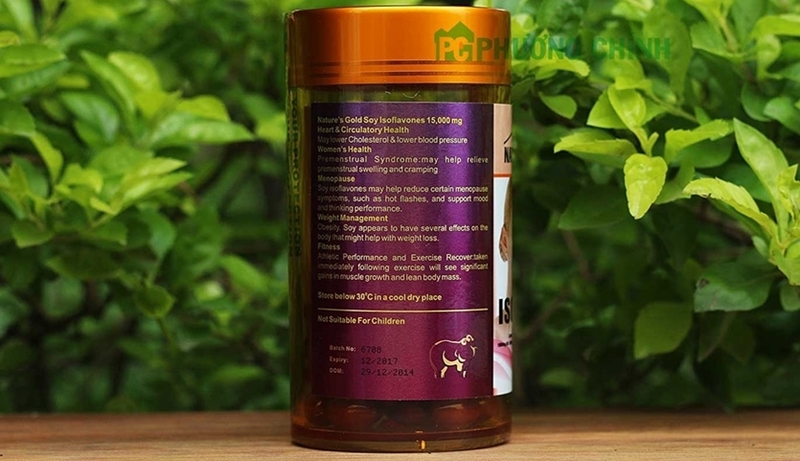 PG PHƯƠNG CHINH
Nature's Gold Soy Isoflavones 15,000 mg
Heart & Circulatory Health
May lower Cholesterol & lower blood pressure
Women's Health
Premenstrual Syndrome:may help relieve
premenstrual swelling and cramping
Menopause
Soy isoflavones may help reduce certain menopause
symptoms, such as hot flashes, and support mood
and thinking performance.
Weight Management
Obesity. Soy appears to have several effects on the
body that might help with weight loss.
Fitness
Athletic Performance and Exercise Recover:taken
immediately following exercise will see significant
gains in muscle growth and lean body mass.
Store below 30°C in a cool dry place
Not Suitable For Children
Batch No: 6708
Expiry: 12/2017
DOM: 29/12/2014
IS